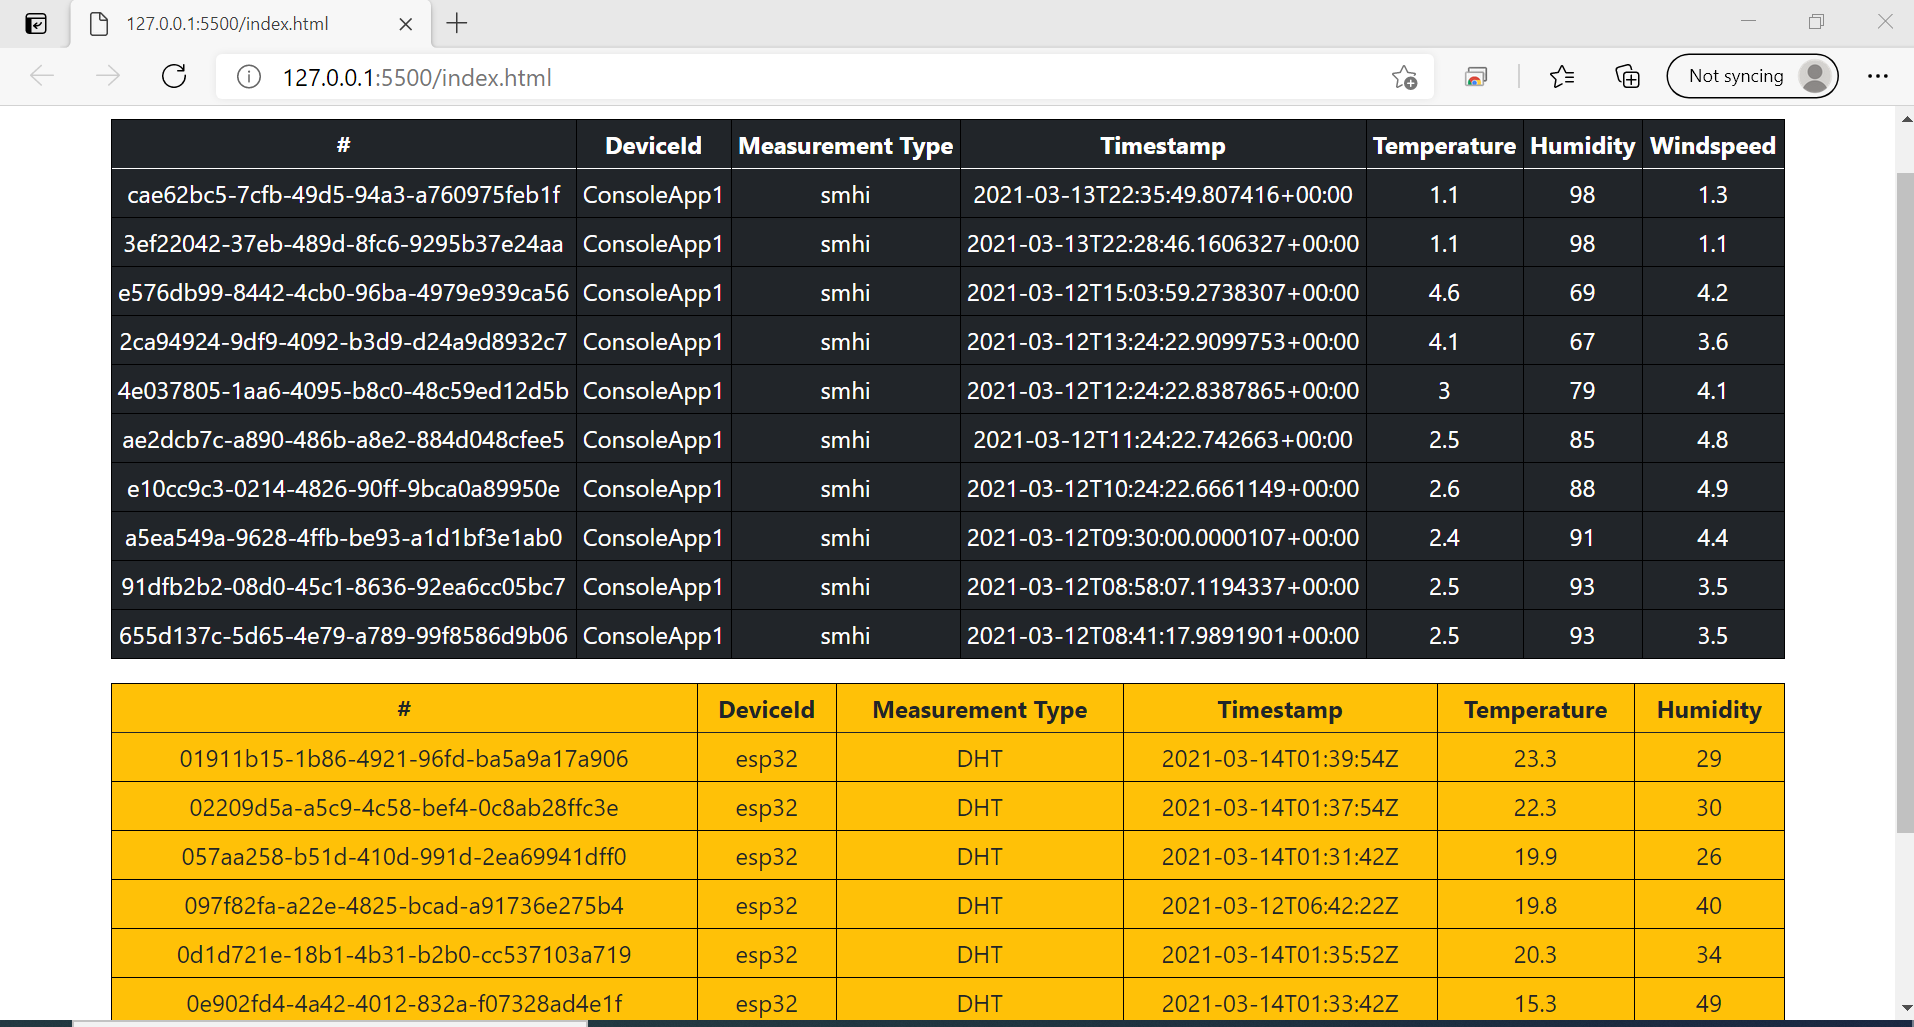 127.0.0.1:5500/index.html
127.0.0.1:5500/index.html
Not syncing
# DeviceId Measurement Type Timestamp Temperature Humidity Windspeed
cae62bc5-7cfb-49d5-94a3-a760975feb1f ConsoleApp1 smhi 2021-03-13T22:35:49.807416+00:00 1.1 98 1.3
3ef22042-37eb-489d-8fc6-9295b37e24aa ConsoleApp1 smhi 2021-03-13T22:28:46.1606327+00:00 1.1 98 1.1
e576db99-8442-4cb0-96ba-4979e939ca56 ConsoleApp1 smhi 2021-03-12T15:03:59.2738307+00:00 4.6 69 4.2
2ca94924-9df9-4092-b3d9-d24a9d8932c7 ConsoleApp1 smhi 2021-03-12T13:24:22.9099753+00:00 4.1 67 3.6
4e037805-1aa6-4095-b8c0-48c59ed12d5b ConsoleApp1 smhi 2021-03-12T12:24:22.8387865+00:00 3 79 4.1
ae2dcb7c-a890-486b-a8e2-884d048cfee5 ConsoleApp1 smhi 2021-03-12T11:24:22.742663+00:00 2.5 85 4.8
e10cc9c3-0214-4826-90ff-9bca0a89950e ConsoleApp1 smhi 2021-03-12T10:24:22.6661149+00:00 2.6 88 4.9
a5ea549a-9628-4ffb-be93-a1d1bf3e1ab0 ConsoleApp1 smhi 2021-03-12T09:30:00.0000107+00:00 2.4 91 4.4
91dfb2b2-08d0-45c1-8636-92ea6cc05bc7 ConsoleApp1 smhi 2021-03-12T08:58:07.1194337+00:00 2.5 93 3.5
655d137c-5d65-4e79-a789-99f8586d9b06 ConsoleApp1 smhi 2021-03-12T08:41:17.9891901+00:00 2.5 93 3.5
# DeviceId Measurement Type Timestamp Temperature Humidity
01911b15-1b86-4921-96fd-ba5a9a17a906 esp32 DHT 2021-03-14T01:39:54Z 23.3 29
02209d5a-a5c9-4c58-bef4-0c8ab28ffc3e esp32 DHT 2021-03-14T01:37:54Z 22.3 30
057aa258-b51d-410d-991d-2ea69941dff0 esp32 DHT 2021-03-14T01:31:42Z 19.9 26
097f82fa-a22e-4825-bcad-a91736e275b4 esp32 DHT 2021-03-12T06:42:22Z 19.8 40
0d1d721e-18b1-4b31-b2b0-cc537103a719 esp32 DHT 2021-03-14T01:35:52Z 20.3 34
0e902fd4-4a42-4012-832a-f07328ad4e1f esp32 DHT 2021-03-14T01:33:42Z 15.3 49